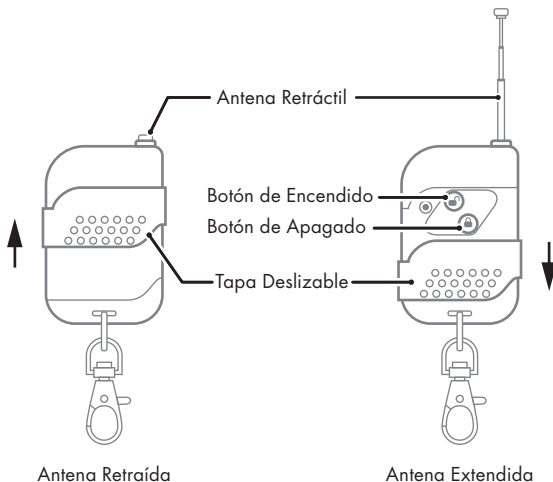 Antena Retráctil
Botón de Encendido
Botón de Apagado
Tapa Deslizable
Antena Retraída
Antena Extendida